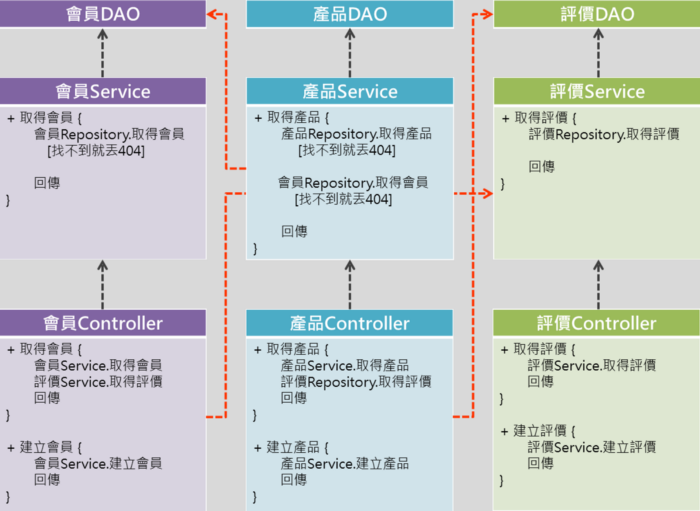 會員DAO
產品DAO
評價DAO
會員Service
+ 取得會員 {
會員Repository.取得會員
[找不到就丟404]
回傳
}
產品Service
+ 取得產品 {
產品Repository.取得產品
[找不到就丟404]
會員Repository.取得會員
[找不到就丟404]
回傳
}
評價Service
+ 取得評價 {
評價Repository.取得評價
回傳
}
會員Controller
+ 取得會員 {
會員Service.取得會員
評價Service.取得評價
回傳
}
+ 建立會員 {
會員Service.建立會員
回傳
}
產品Controller
+ 取得產品 {
產品Service.取得產品
評價Repository.取得評價
回傳
}
+ 建立產品 {
產品Service.建立產品
回傳
}
評價Controller
+ 取得評價 {
評價Service.取得評價
回傳
}
+ 建立評價 {
評價Service.建立評價
回傳
}